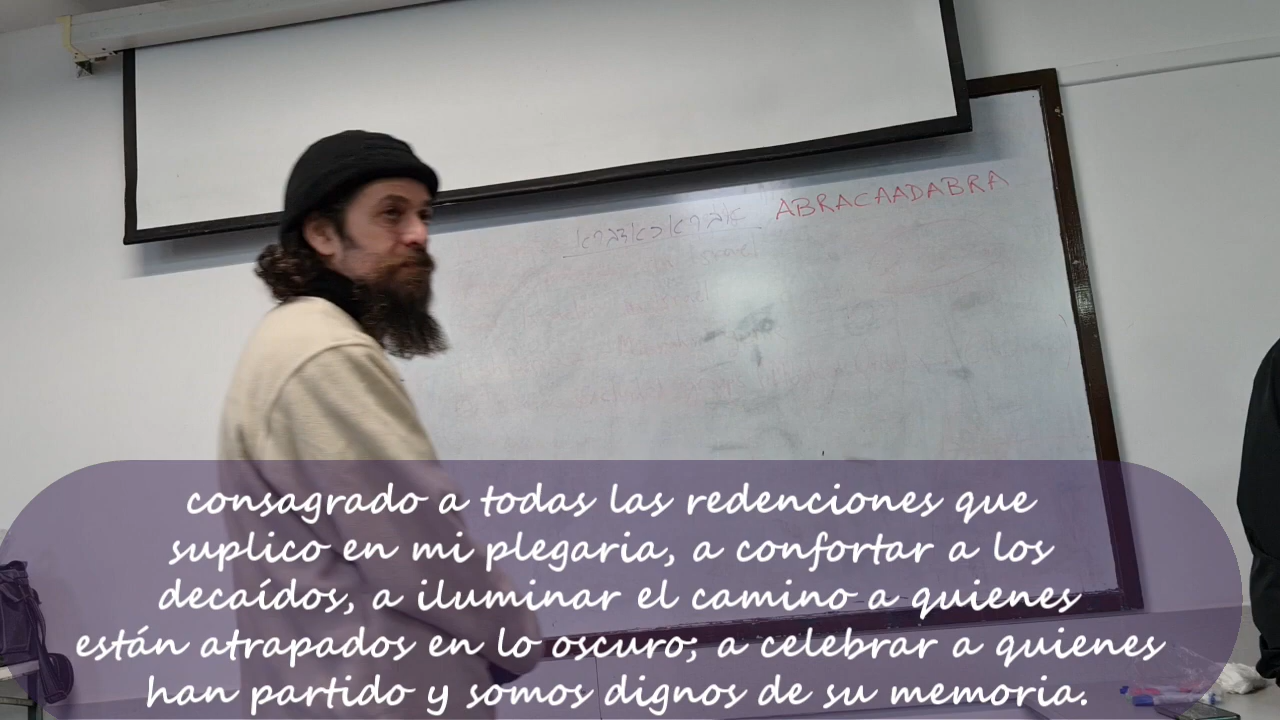 ABRACAADABRA
consagrado a todas las redenciones que
suplico en mi plegaria, a confortar a los
decaídos, a iluminar el camino a quienes
están atrapados en lo oscuro; a celebrar a quienes
han partido y somos dignos de su memoria.